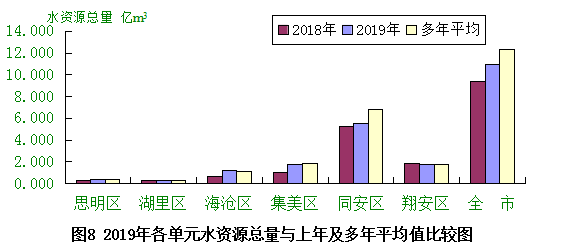 水资源总量 亿m³
2018年 2019年 多年平均
14.000
12.000
10.000
8.000
6.000
4.000
2.000
0.000
思明区 湖里区 海沧区 集美区 同安区 翔安区 全 市
图8 2019年各单元水资源总量与上年及多年平均值比较图